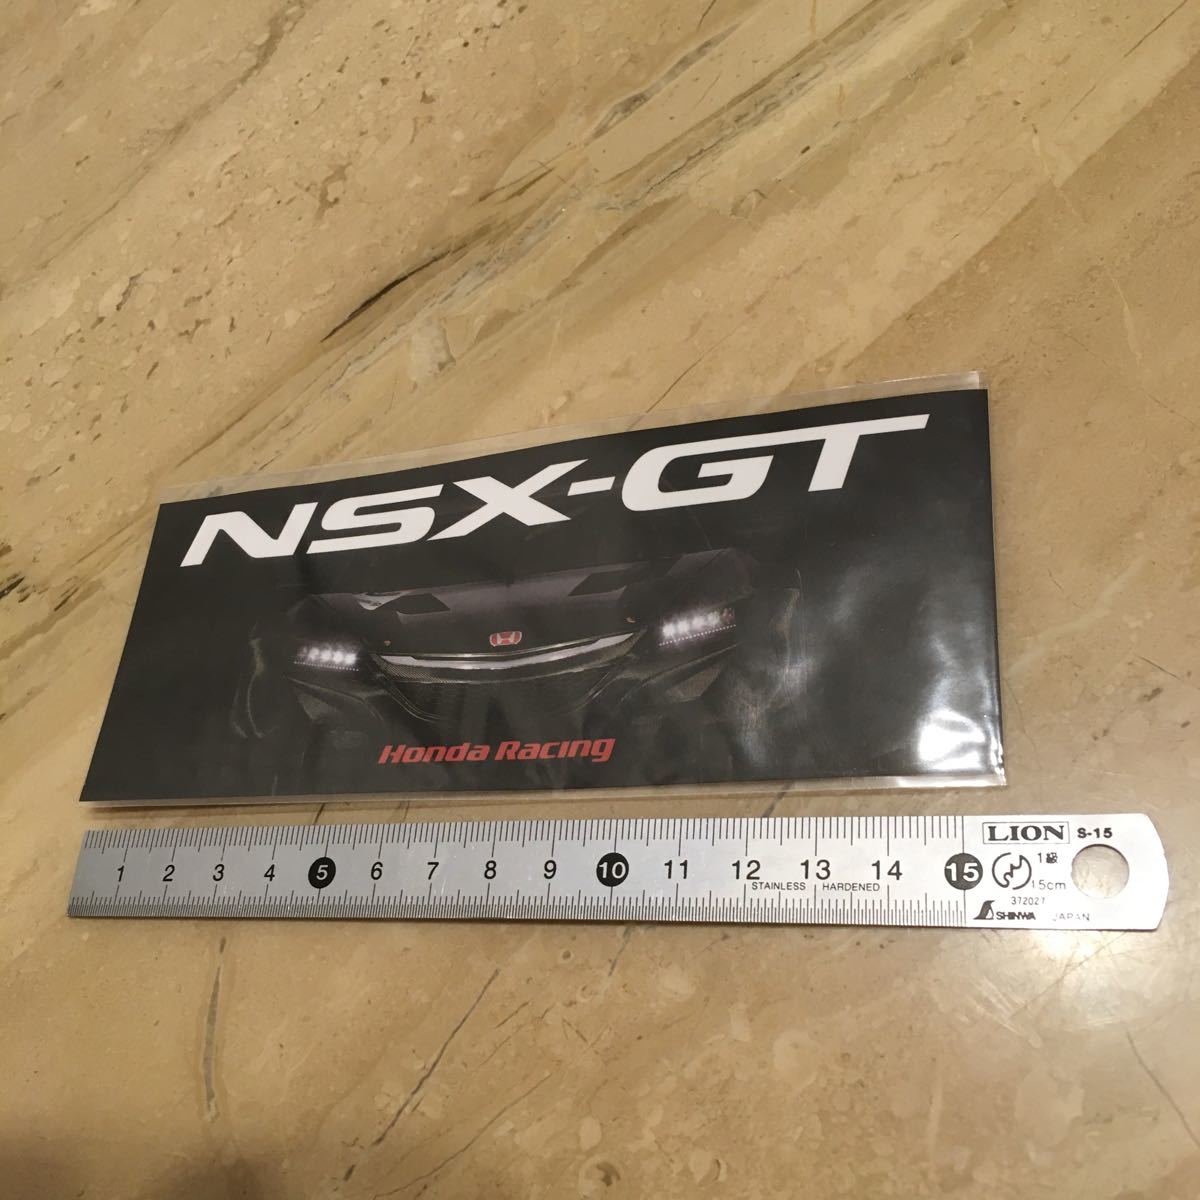 NSX-GT
Honda Racing
1 2 3 4 5 6 7 8 9 10 11 12 13 14 15
STAINLESS HARDENED
LION S-15
1級
15cm
372027
SHINWA JAPAN